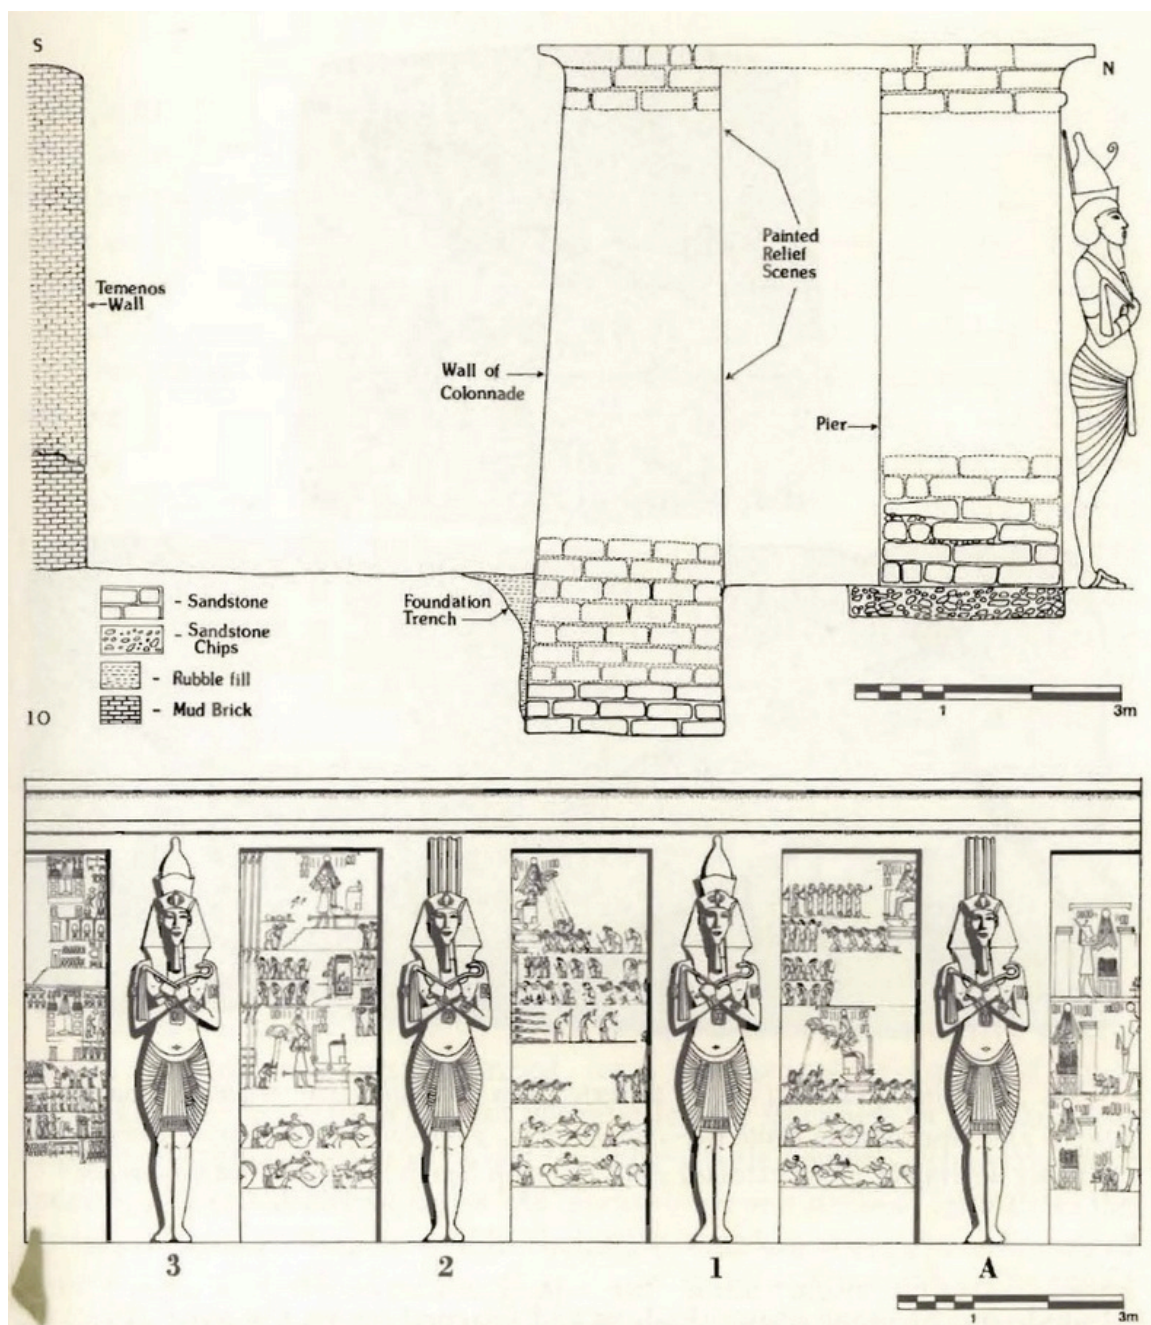 S
N
Painted
Relief
Scenes
Temenos
Wall
Wall of
Colonnade
Pier
Foundation
Trench
- Sandstone
- Sandstone
Chips
- Rubble fill
- Mud Brick
10
1 3m
3 2 1 A
1 3m